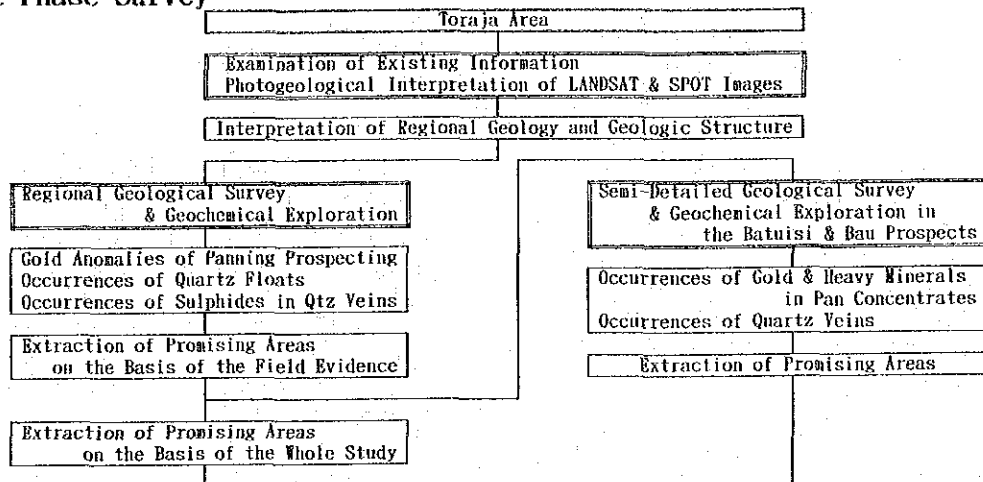 Phase Survey
Toraja Area
Examination of Existing Information
Photogeological Interpretation of LANDSAT & SPOT Images
Interpretation of Regional Geology and Geologic Structure
Regional Geological Survey
& Geochemical Exploration
Gold Anomalies of Panning Prospecting
Occurrences of Quartz Floats
Occurrences of Sulphides in Qtz Veins
Extraction of Promising Areas
on the Basis of the Field Evidence
Extraction of Promising Areas
on the Basis of the Whole Study
Semi-Detailed Geological Survey
& Geochemical Exploration in
the Batuisi & Bau Prospects
Occurrences of Gold & Heavy Minerals
in Pan Concentrates
Occurrences of Quartz Veins
Extraction of Promising Areas